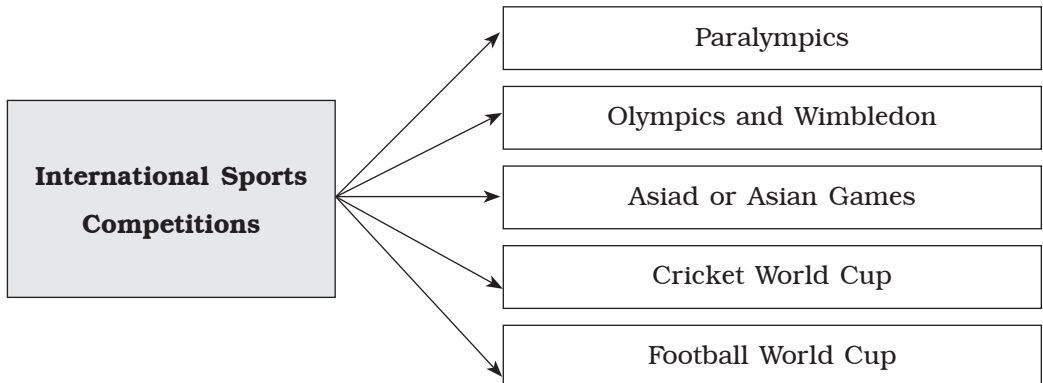 International Sports
Competitions
Paralympics
Olympics and Wimbledon
Asiad or Asian Games
Cricket World Cup
Football World Cup